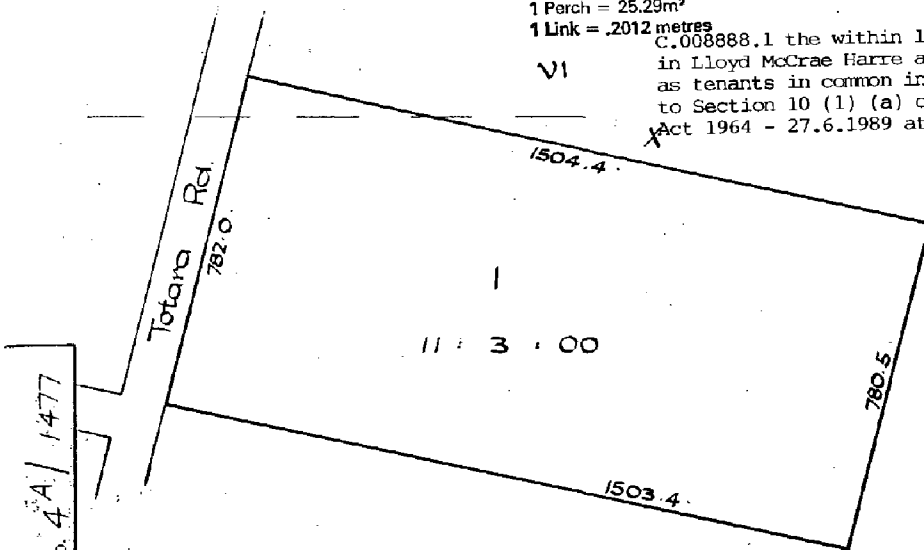 1 Perch = 25.29m²
1 Link = .2012 metres
C.008888.1 the within
in Lloyd McCrae Harre
as tenants in common in
to Section 10 (1) (a)
Act 1964 - 27.6.1989 at
VI
X
1504.4
Totara Rd.
782.0
1
11 : 3 : 00
780.5
1503.4
4A/1477